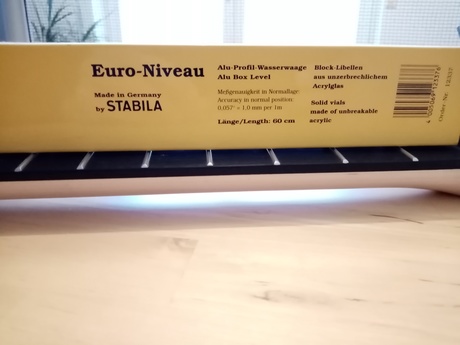 Euro-Niveau
Made in Germany
by STABILA
Alu-Profil-Wasserwaage
Alu Box Level
Meßgenauigkeit in Normallage
Accuracy in normal position:
0,057° = 1,0 mm per 1m
Länge/Length: 60 cm
Block-Libellen
aus unzerbrechlichem
Acrylglas
Solid vials
made of unbreakable
acrylic
Order-No.